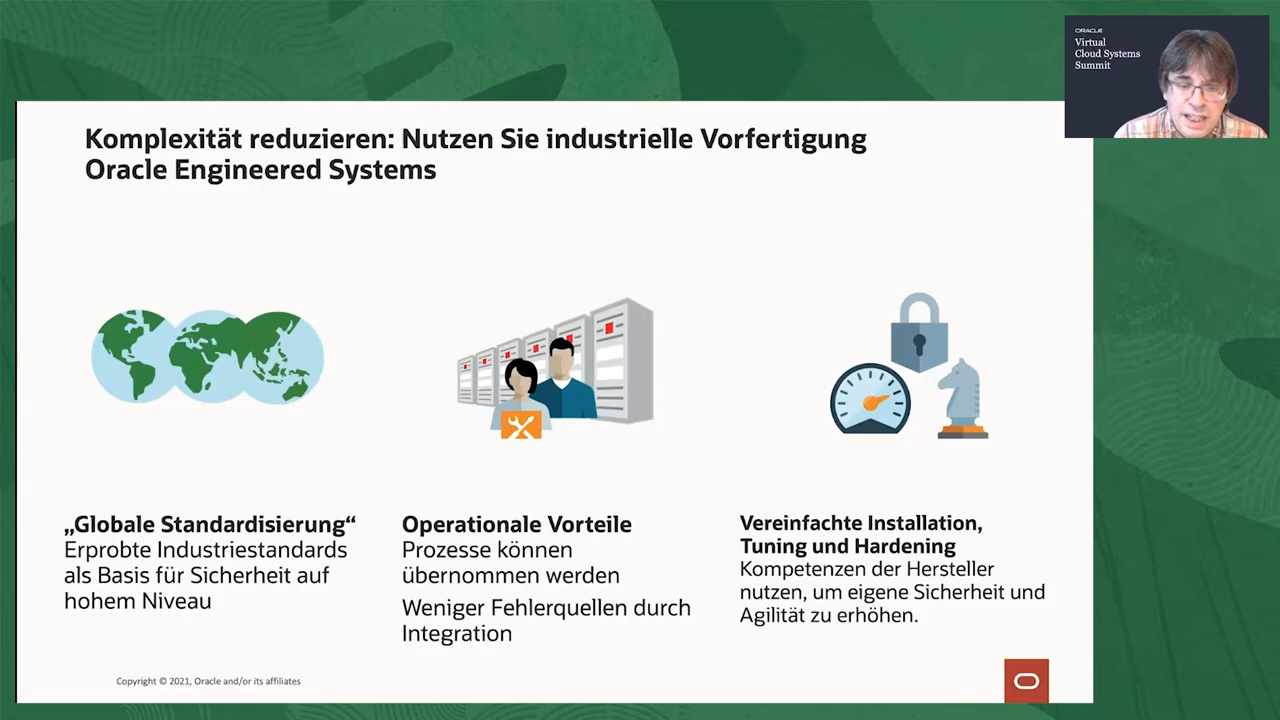 ORACLE
Virtual
Cloud Systems
Summit
Komplexität reduzieren: Nutzen Sie industrielle Vorfertigung
Oracle Engineered Systems
„Globale Standardisierung“
Erprobte Industriestandards
als Basis für Sicherheit auf
hohem Niveau
Operationale Vorteile
Prozesse können
übernommen werden
Weniger Fehlerquellen durch
Integration
Vereinfachte Installation,
Tuning und Hardening
Kompetenzen der Hersteller
nutzen, um eigene Sicherheit und
Agilität zu erhöhen.
Copyright © 2021, Oracle and/or its affiliates